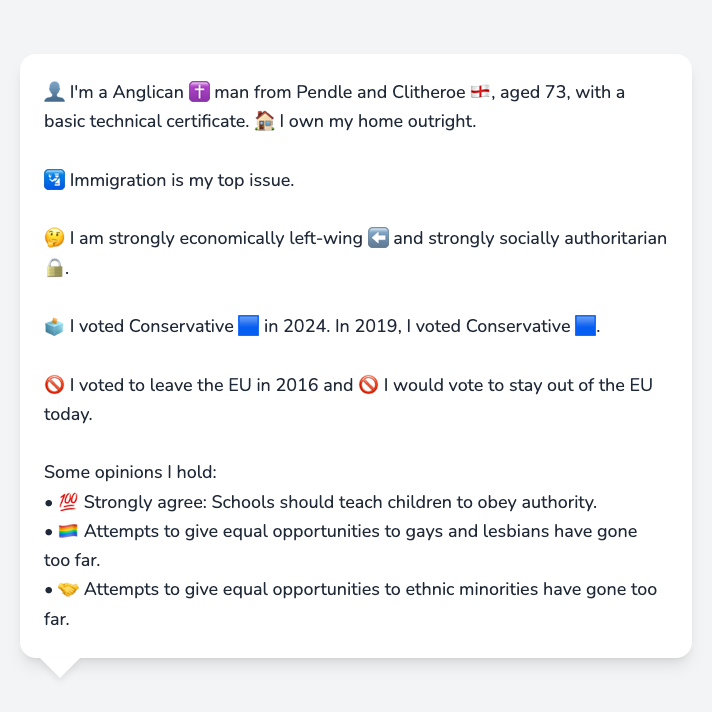 👤 I'm a Anglican ✝️ man from Pendle and Clitheroe 🏴󠁧󠁢󠁥󠁮󠁧󠁿, aged 73, with a
basic technical certificate. 🏠 I own my home outright.
🛂 Immigration is my top issue.
🤔 I am strongly economically left-wing ⬅️ and strongly socially authoritarian
🔒.
🗳️ I voted Conservative 🟦 in 2024. In 2019, I voted Conservative 🟦.
🚫 I voted to leave the EU in 2016 and 🚫 I would vote to stay out of the EU
today.
Some opinions I hold:
• 💯 Strongly agree: Schools should teach children to obey authority.
• 🏳️‍🌈 Attempts to give equal opportunities to gays and lesbians have gone
too far.
• 🤝 Attempts to give equal opportunities to ethnic minorities have gone too
far.